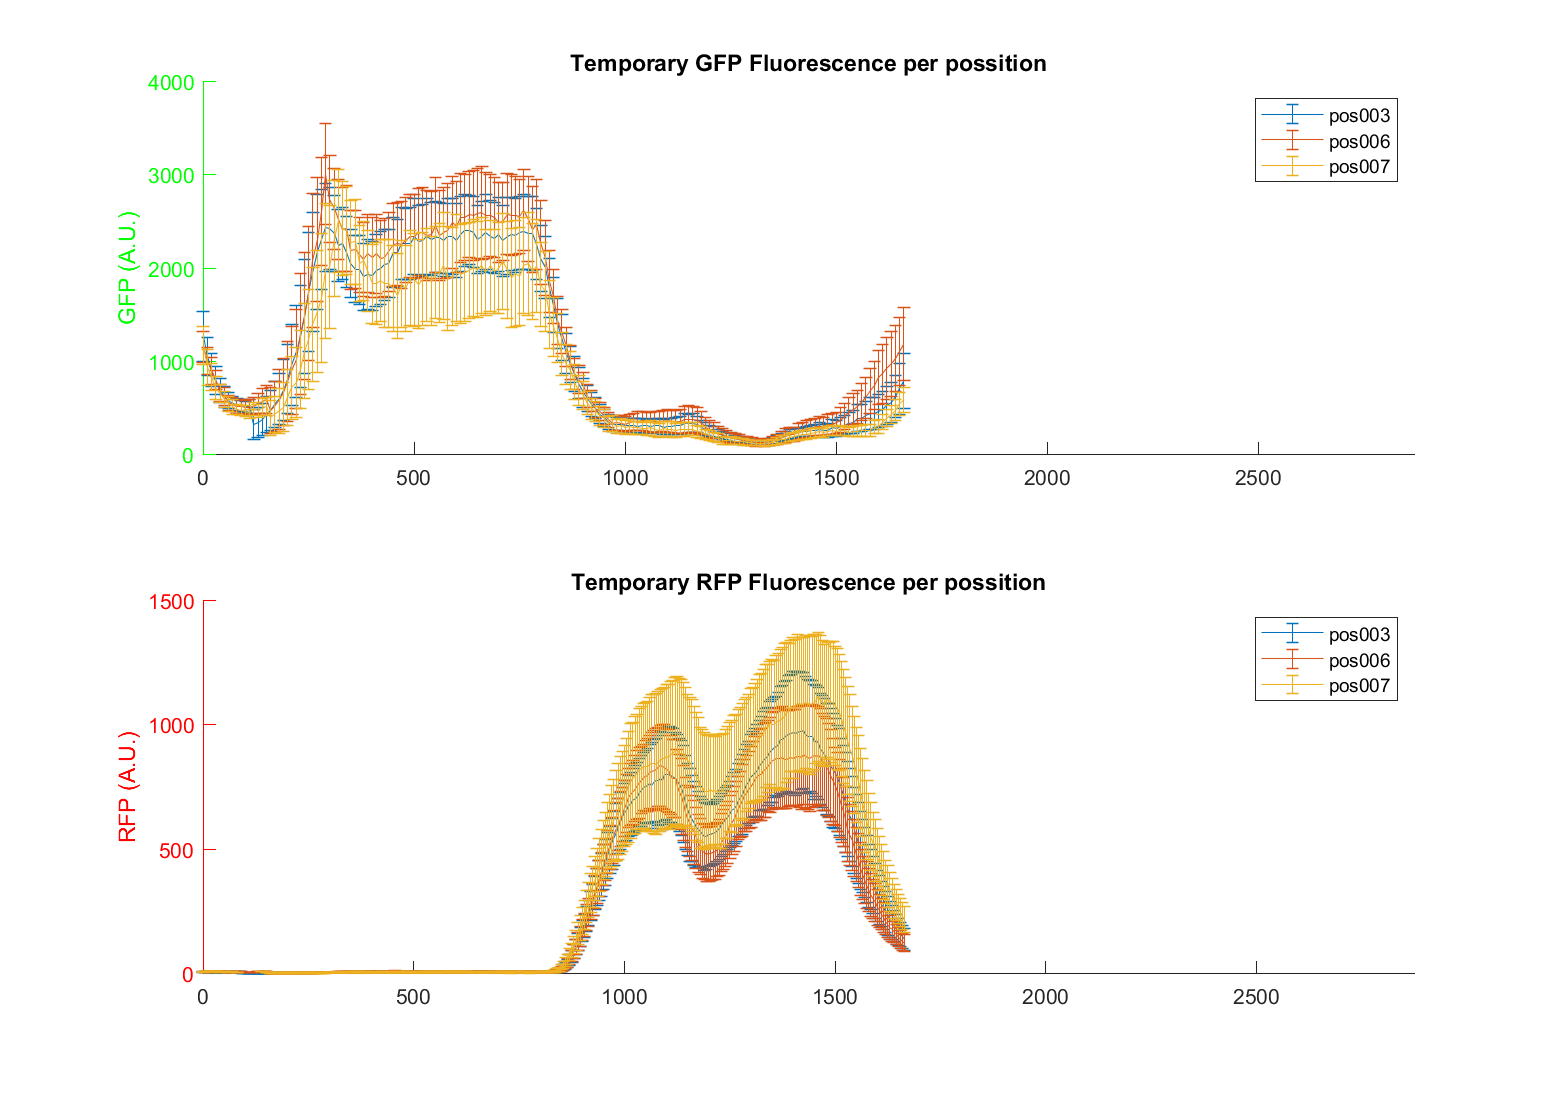 Temporary GFP Fluorescence per possition
GFP (A.U.)
4000
3000
2000
1000
0
0 500 1000 1500 2000 2500
pos003
pos006
pos007
Temporary RFP Fluorescence per possition
RFP (A.U.)
1500
1000
500
0
0 500 1000 1500 2000 2500
pos003
pos006
pos007